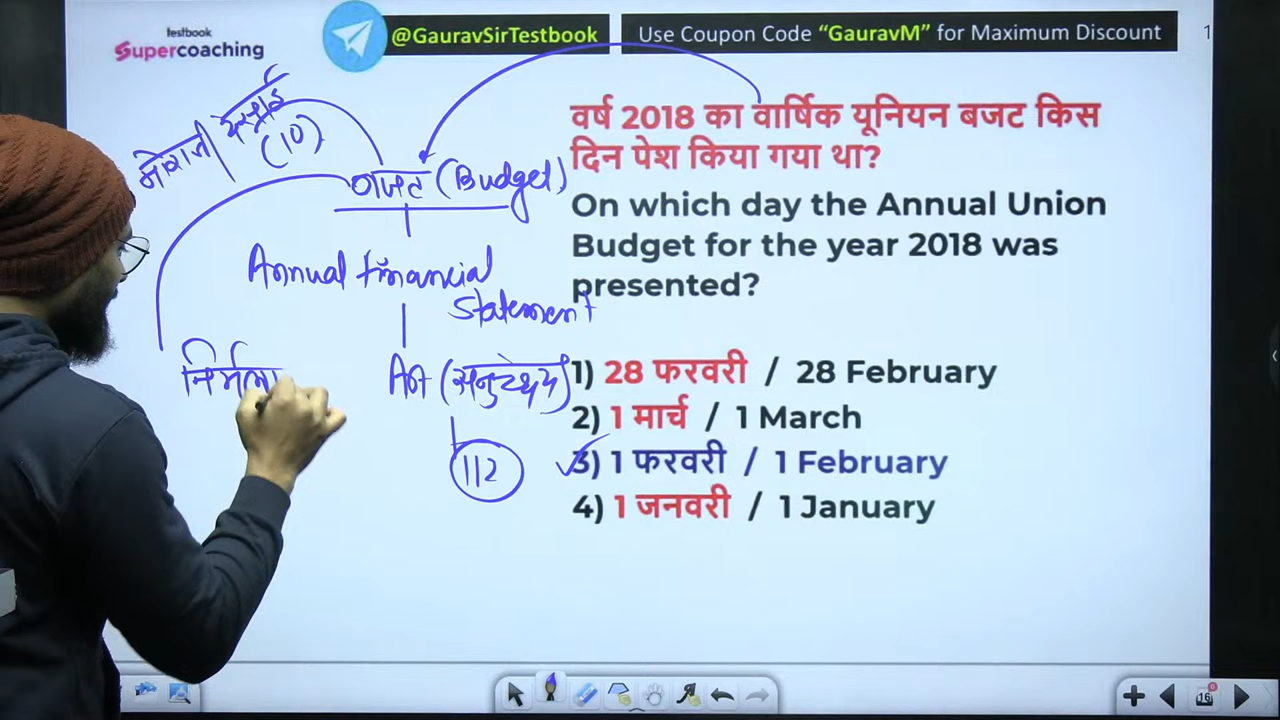 testbook
Supercoaching
@GauravSirTestbook
Use Coupon Code “GauravM” for Maximum Discount
1
वर्ष 2018 का वार्षिक यूनियन बजट किस
दिन पेश किया गया था?
On which day the Annual Union
Budget for the year 2018 was
presented?
1) 28 फरवरी / 28 February
2) 1 मार्च / 1 March
3) 1 फरवरी / 1 February
4) 1 जनवरी / 1 January
मोरारजी देसाई
(10)
बजट (Budget)
Annual Financial
Statement
निर्मला
Art (अनुच्छेद)
112
16